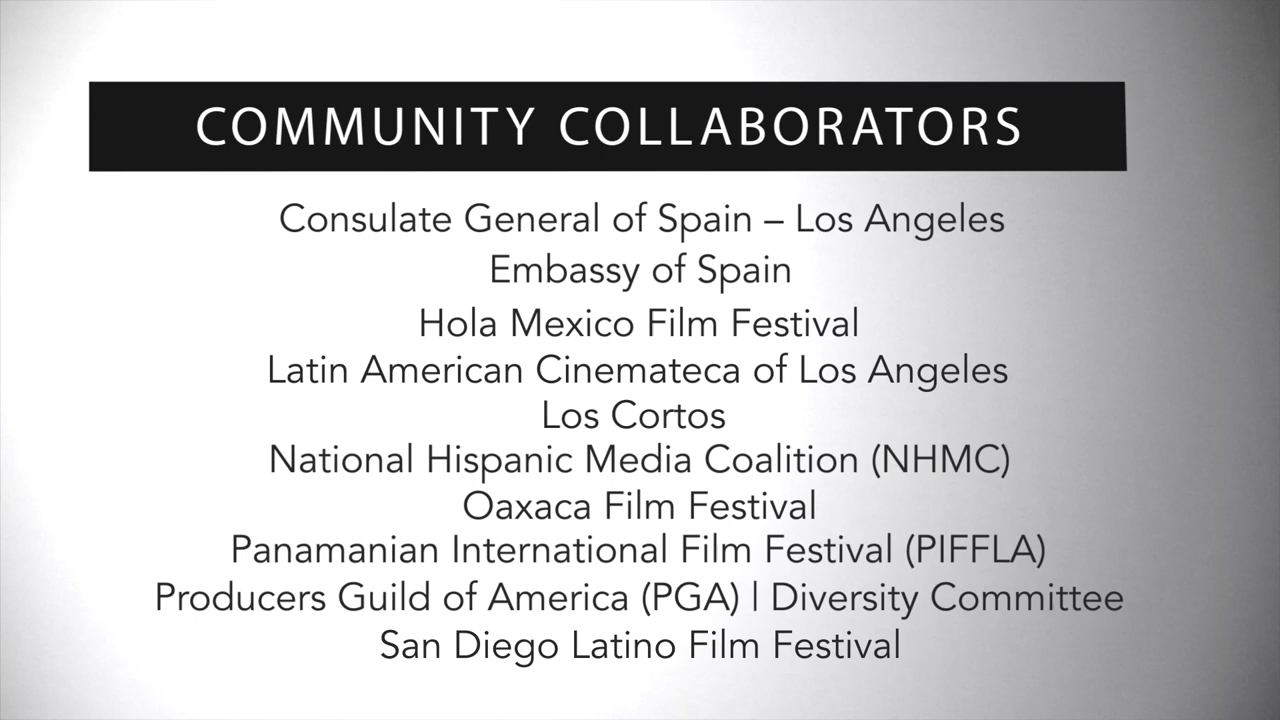 COMMUNITY COLLABORATORS
Consulate General of Spain – Los Angeles
Embassy of Spain
Hola Mexico Film Festival
Latin American Cinemateca of Los Angeles
Los Cortos
National Hispanic Media Coalition (NHMC)
Oaxaca Film Festival
Panamanian International Film Festival (PIFFLA)
Producers Guild of America (PGA) | Diversity Committee
San Diego Latino Film Festival